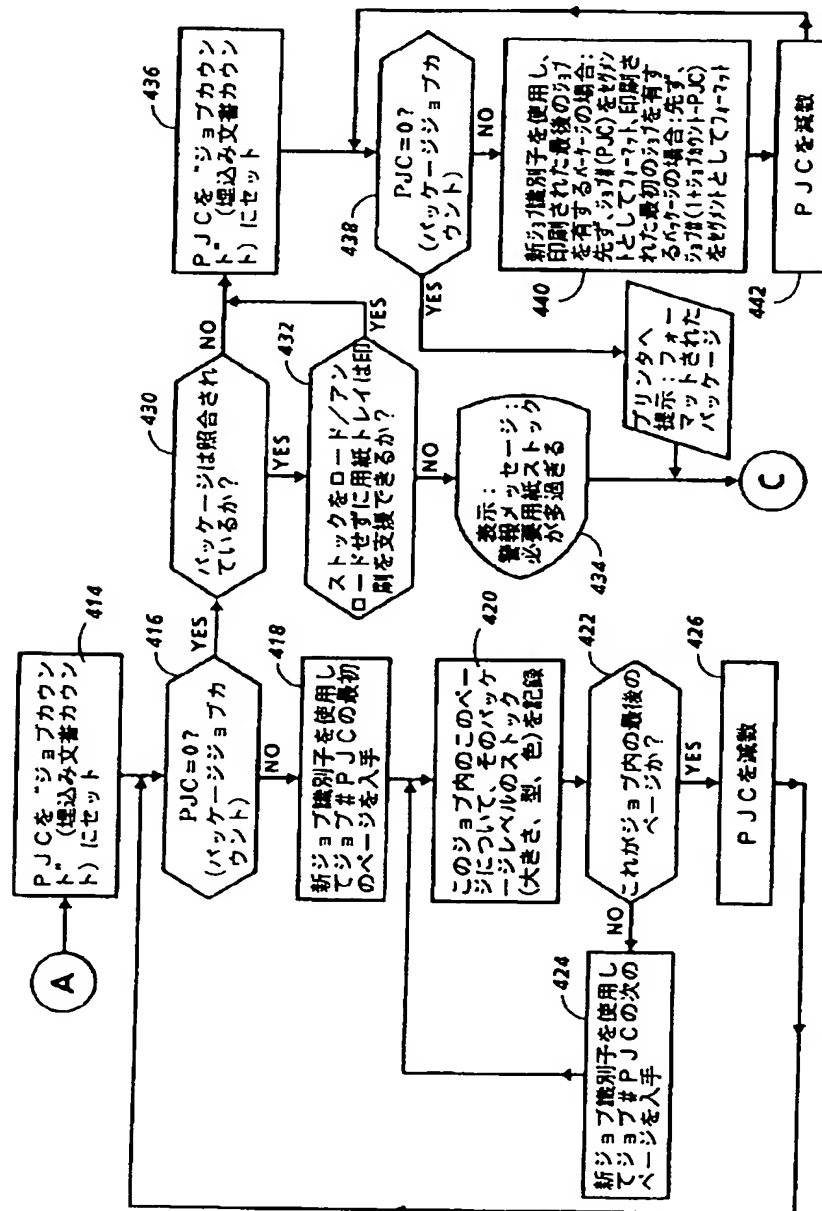 A
414
PJCを"ジョブカウン
ト"(埋込み文書カウン
ト)にセット
416
PJC=0?
(パッケージジョブカ
ウント)
YES
NO
418
新ジョブ識別子を使用し
てジョブ#PJCの最初
のページを入手
420
このジョブ内のこのペー
ジについて、そのパッケ
ージレベルのストック
(大きさ、型、色)を記録
422
これがジョブ内の最後の
ページか?
NO
YES
424
新ジョブ識別子を使用し
てジョブ#PJCの次の
ページを入手
426
PJCを減数
430
パッケージは照合され
ているか?
NO
YES
432
ストックをロード/アン
ロードせずに用紙トレイは印
刷を支援できるか?
YES
NO
434
表示:
警報メッセージ:
必要用紙ストック
が多過ぎる
436
PJCを"ジョブカウン
ト"(埋込み文書カウン
ト)にセット
438
PJC=0?
(パッケージジョブカ
ウント)
YES
NO
440
新ジョブ識別子を使用し、
印刷された最後のジョブ
を有するパッケージの場合:
先ず、ジョブ#(PJC)をセグメン
トとしてフォーマット印刷さ
れた最初のジョブを有す
るパッケージの場合:先ず、
ジョブ#(1+ジョブカウント-PJC)
をセグメントとしてフォーマット
442
PJCを減数
プリンタへ
提示:フォー
マットされた
パッケージ
C